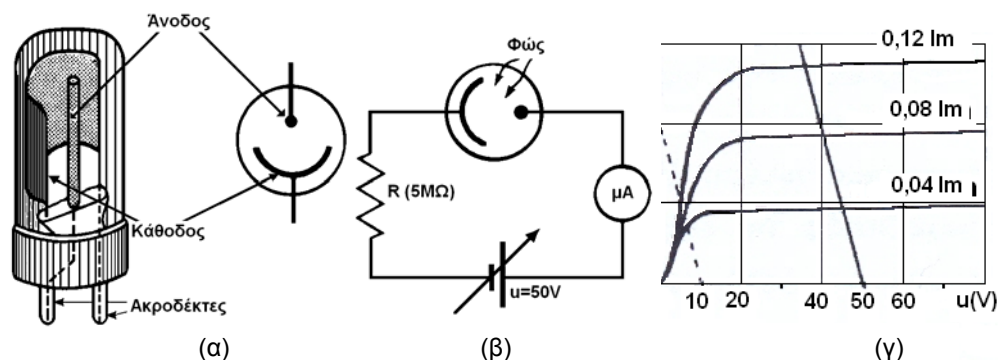 Άνοδος
Κάθοδος
Ακροδέκτες
(α)
Φώς
R (5MΩ)
μA
u=50V
(β)
0,12 lm
0,08 lm
0,04 lm
10 20 40 60 u(V)
(γ)